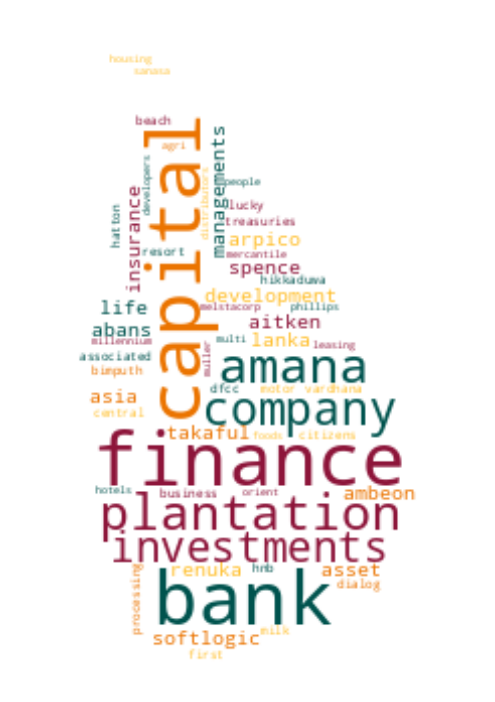 housing
sanasa
beach
capital
agri
managements
developers
distributors
people
insurance
lucky
hatton
treasuries
arpico
resort
mercantile
spence
hikkaduwa
development
life
melstacorp
phillips
aitken
abans
millennium
multi
lanka
muller
leasing
associated
amana
bimputh
dfcc
motor
vardhana
asia
company
central
takaful
foods
citizens
finance
hotels
business
orient
ambeon
plantation
investments
renuka
hnb
asset
processing
bank
dialog
softlogic
milk
first